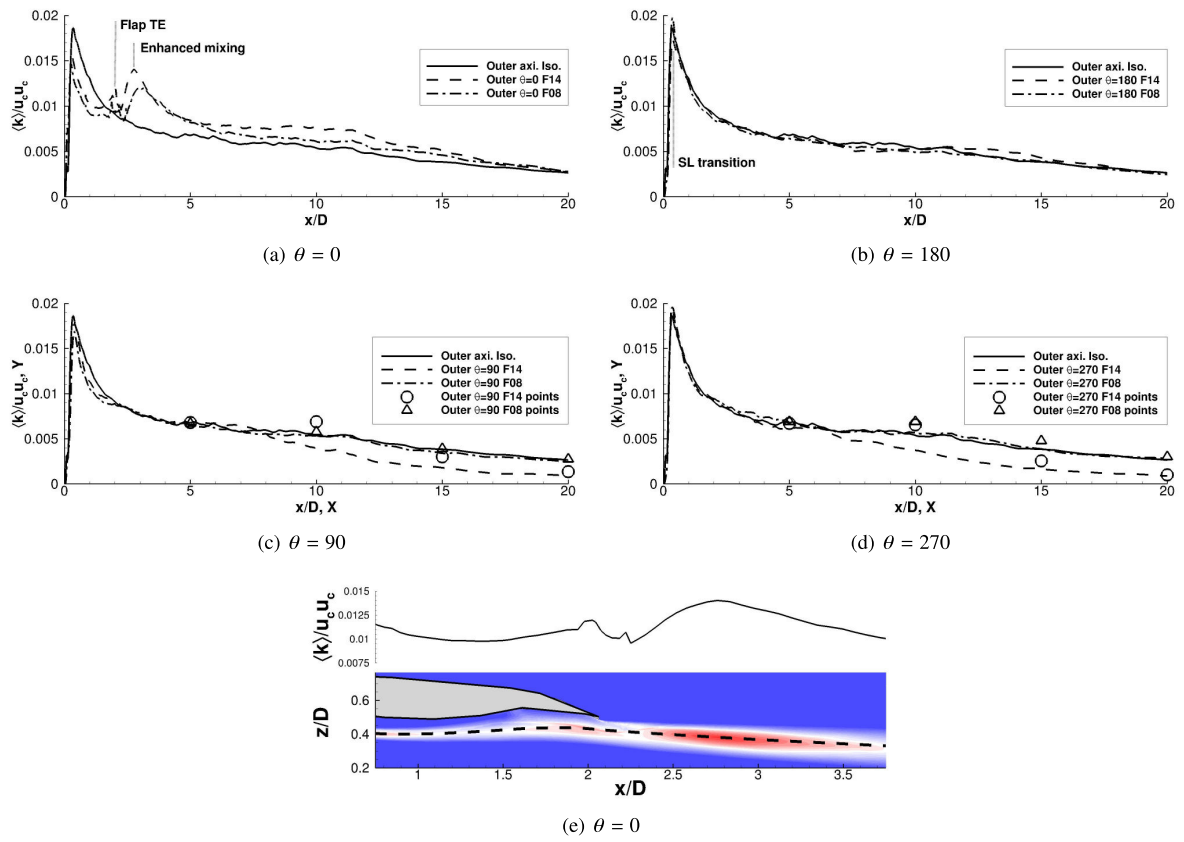 ⟨k⟩/u_c u_c
0.02
0.015
0.01
0.005
0
Flap TE
Enhanced mixing
Outer axi. Iso.
Outer θ=0 F14
Outer θ=0 F08
0 5 10 15 20
x/D
(a) θ = 0
⟨k⟩/u_c u_c
0.02
0.015
0.01
0.005
0
SL transition
Outer axi. Iso.
Outer θ=180 F14
Outer θ=180 F08
0 5 10 15 20
x/D
(b) θ = 180
⟨k⟩/u_c u_c, Y
0.02
0.015
0.01
0.005
0
Outer axi. Iso.
Outer θ=90 F14
Outer θ=90 F08
Outer θ=90 F14 points
Outer θ=90 F08 points
0 5 10 15 20
x/D, X
(c) θ = 90
⟨k⟩/u_c u_c, Y
0.02
0.015
0.01
0.005
0
Outer axi. Iso.
Outer θ=270 F14
Outer θ=270 F08
Outer θ=270 F14 points
Outer θ=270 F08 points
0 5 10 15 20
x/D, X
(d) θ = 270
⟨k⟩/u_c u_c
0.015
0.0125
0.01
0.0075
z/D
0.6
0.4
0.2
1 1.5 2 2.5 3 3.5
x/D
(e) θ = 0